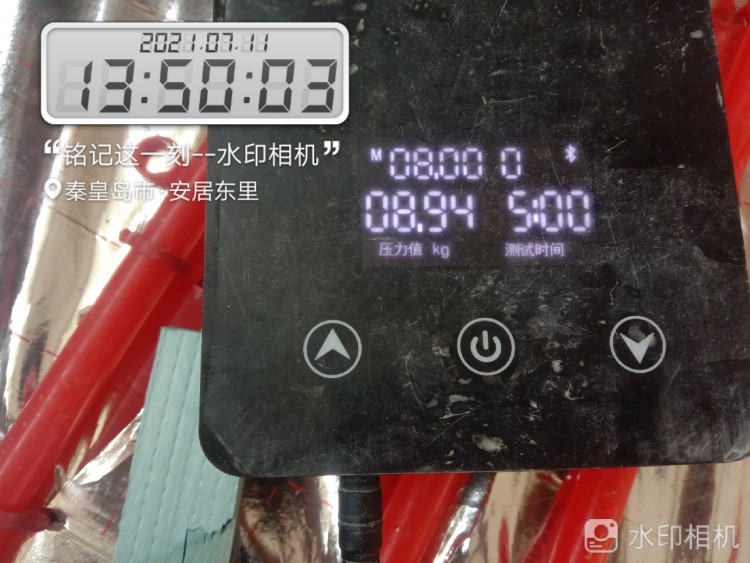 2021.07.11
13:50:03
“铭记这一刻--水印相机”
秦皇岛市·安居东里
M 08.00 0
08.94 5:00
压力值 kg 测试时间
水印相机